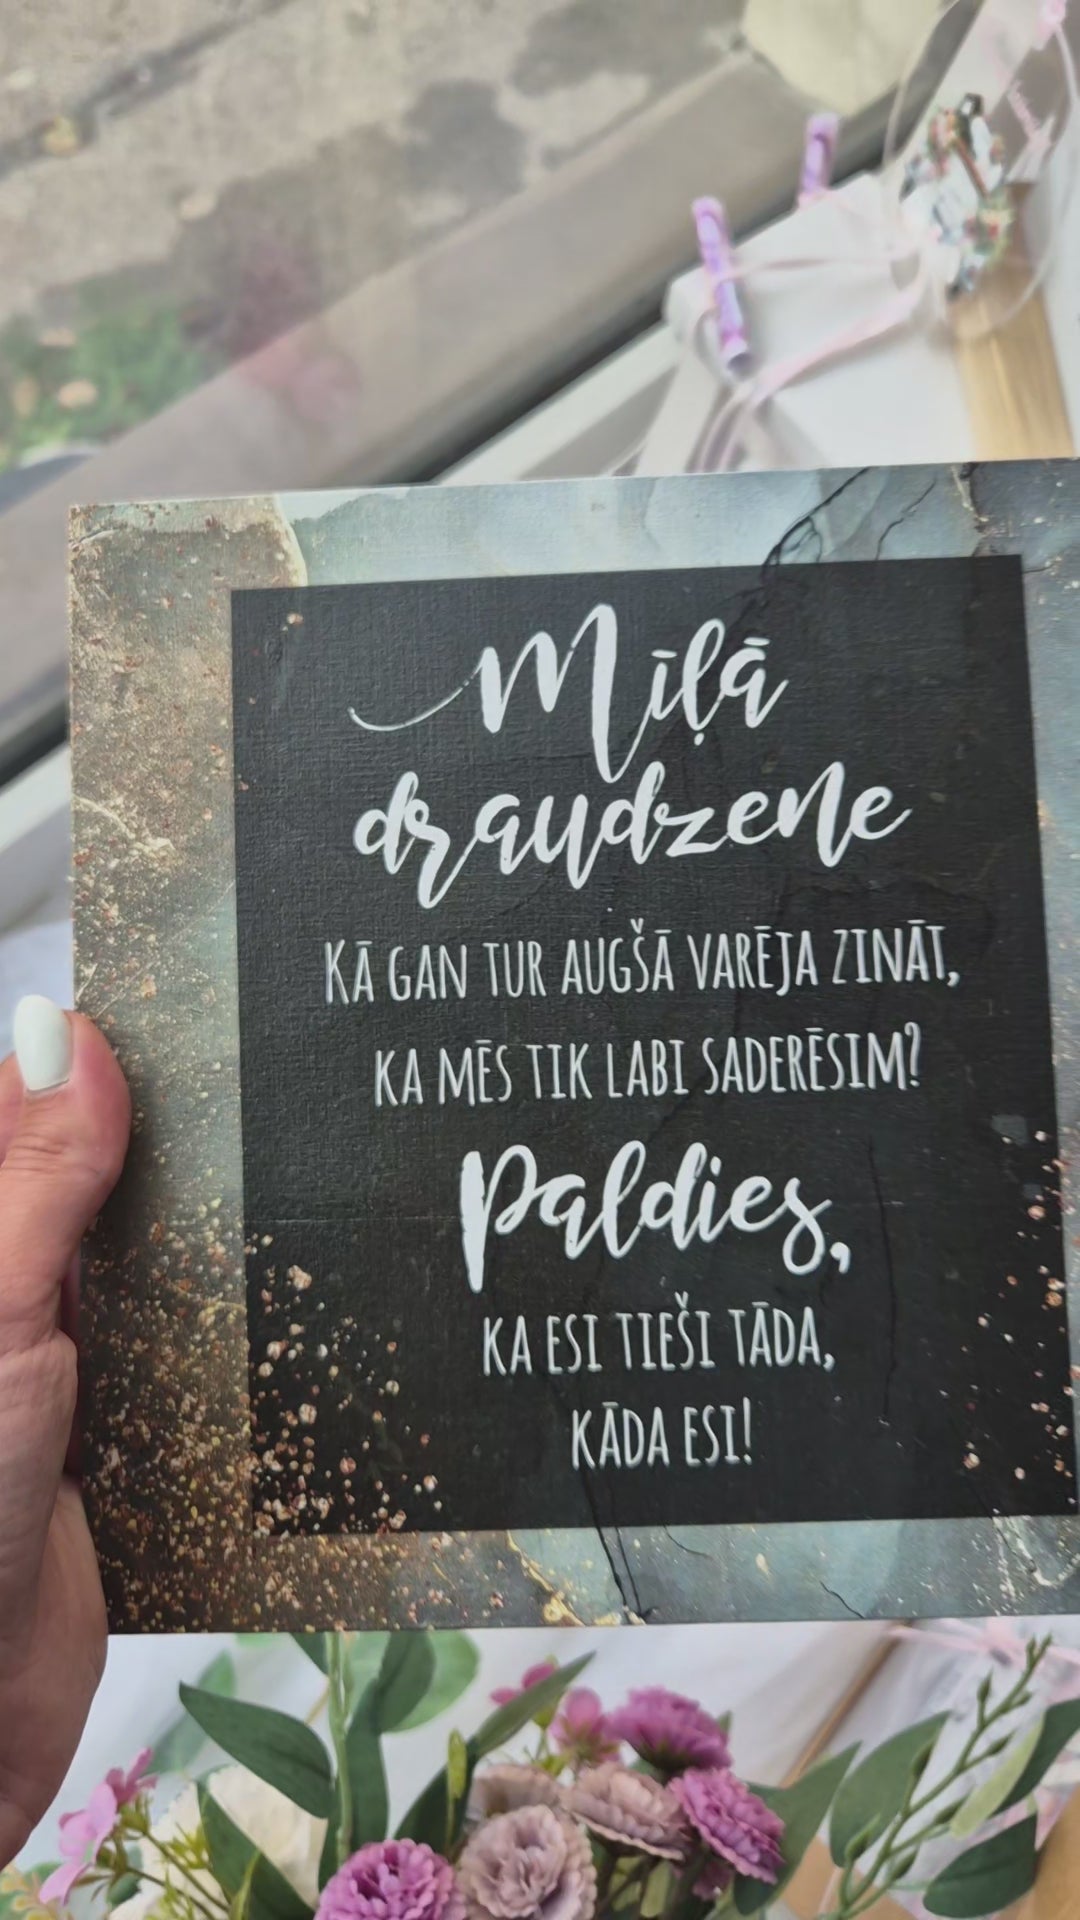 Mīļā
draudzene
KĀ GAN TUR AUGŠĀ VARĒJA ZINĀT,
KA MĒS TIK LABI SADERĒSIM?
Paldies,
KA ESI TIEŠI TĀDA,
KĀDA ESI!